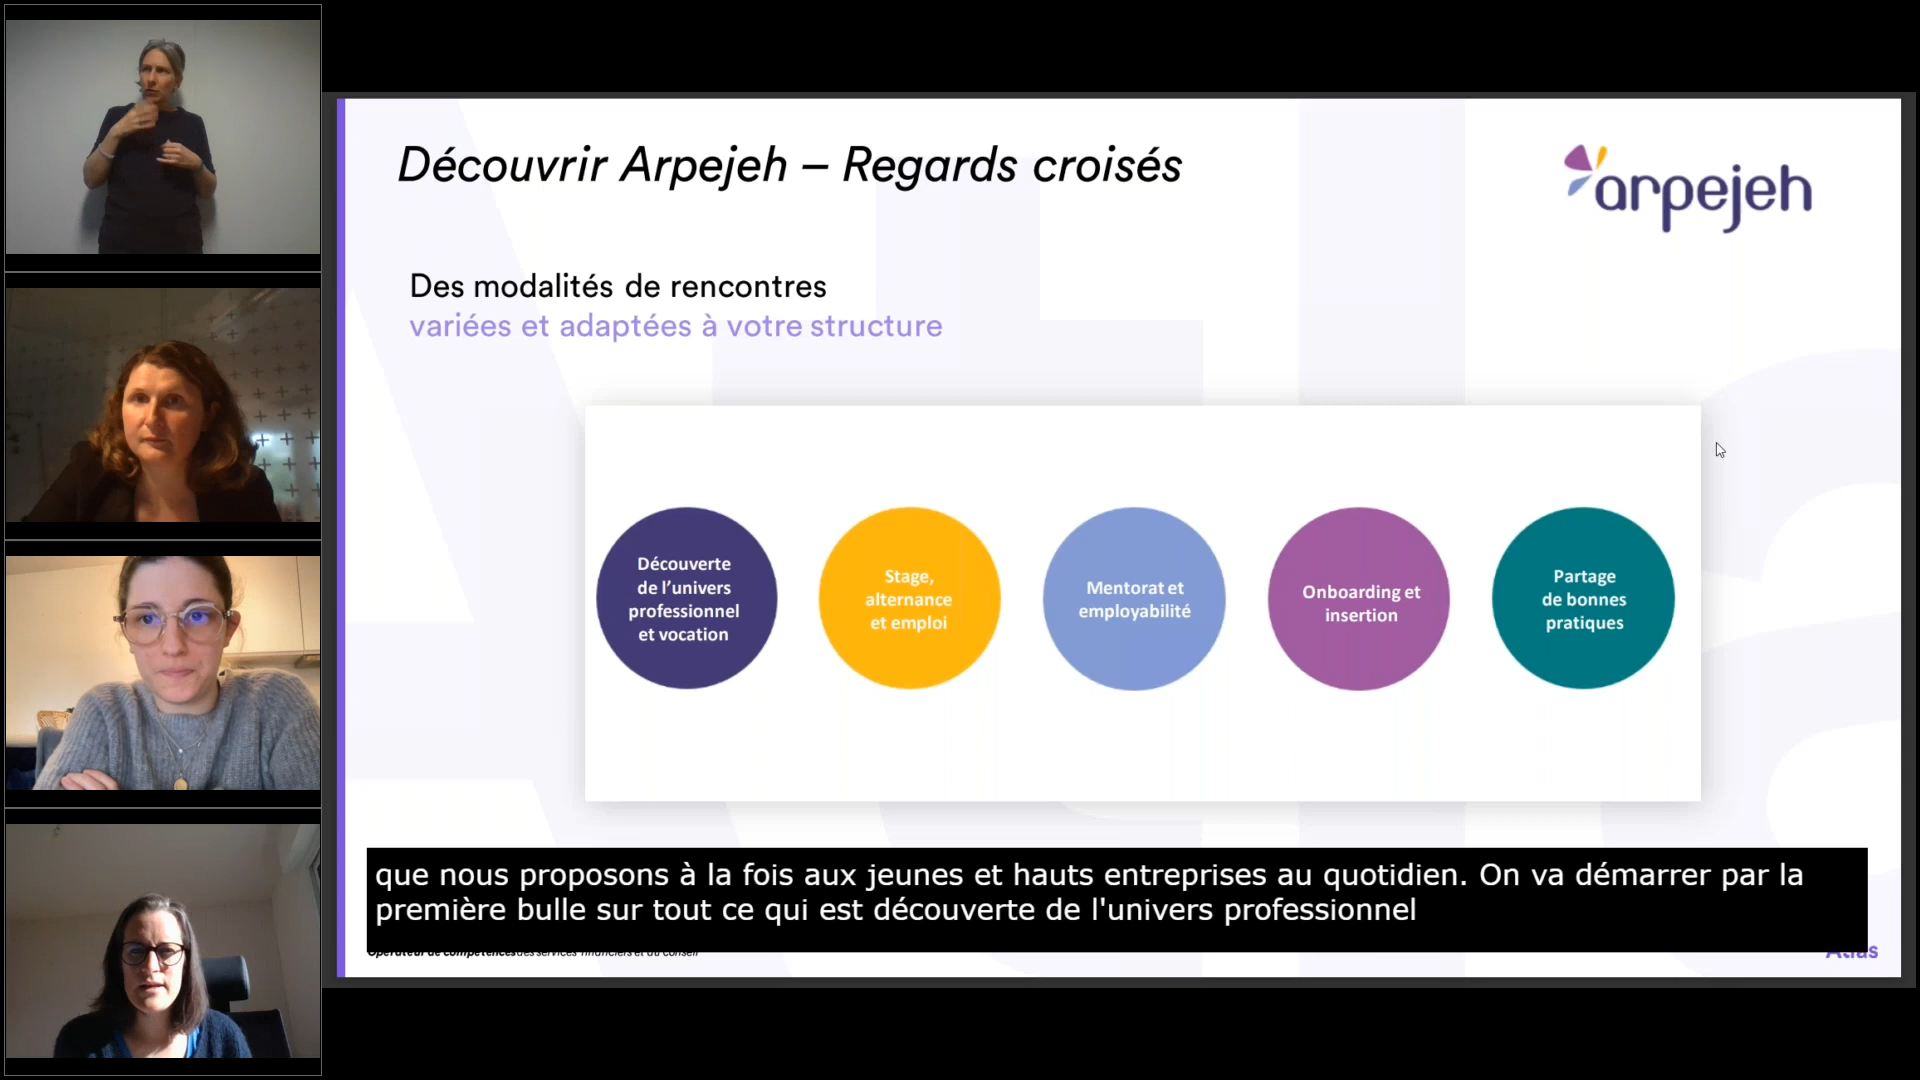 Découvrir Arpejeh – Regards croisés
arpejeh
Des modalités de rencontres
variées et adaptées à votre structure
Découverte
de l’univers
professionnel
et vocation
Stage,
alternance
et emploi
Mentorat et
employabilité
Onboarding et
insertion
Partage
de bonnes
pratiques
que nous proposons à la fois aux jeunes et hauts entreprises au quotidien. On va démarrer par la
première bulle sur tout ce qui est découverte de l'univers professionnel
Opérateur de compétences des services financiers et du conseil
Atlas